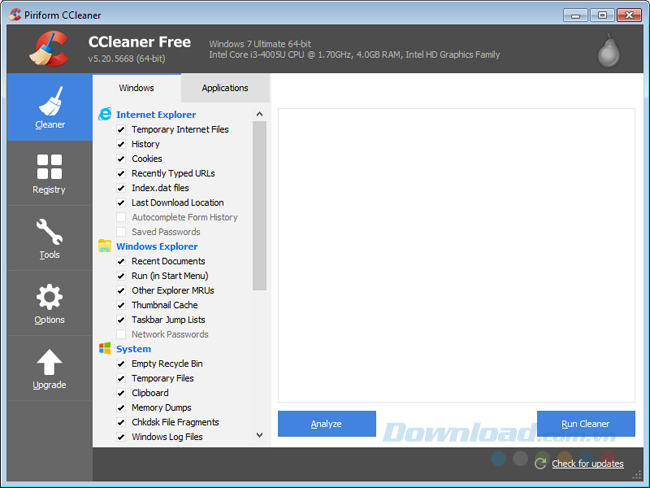 Piriform CCleaner
CCleaner Free
v5.20.5668 (64-bit)
Windows 7 Ultimate 64-bit
Intel Core i3-4005U CPU @ 1.70GHz, 4.0GB RAM, Intel HD Graphics Family
Cleaner
Registry
Tools
Options
Upgrade
Windows
Applications
Internet Explorer
Temporary Internet Files
History
Cookies
Recently Typed URLs
Index.dat files
Last Download Location
Autocomplete Form History
Saved Passwords
Windows Explorer
Recent Documents
Run (in Start Menu)
Other Explorer MRUs
Thumbnail Cache
Taskbar Jump Lists
Network Passwords
System
Empty Recycle Bin
Temporary Files
Clipboard
Memory Dumps
Chkdsk File Fragments
Windows Log Files
Analyze
Run Cleaner
Download.com.vn
Check for updates